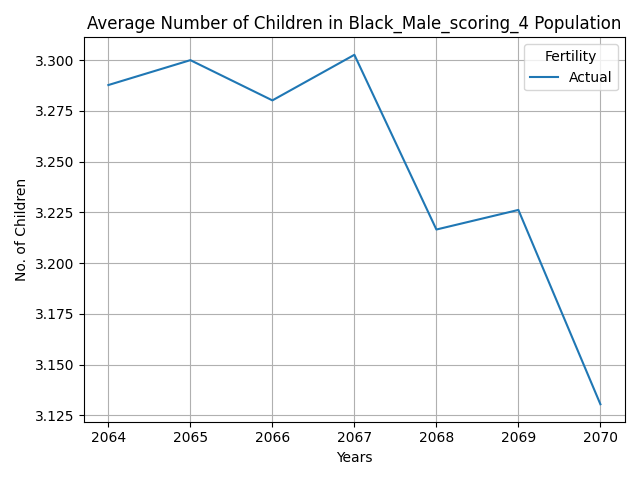 Average Number of Children in Black_Male_scoring_4 Population
Fertility
Actual
No. of Children
3.300
3.275
3.250
3.225
3.200
3.175
3.150
3.125
2064 2065 2066 2067 2068 2069 2070
Years